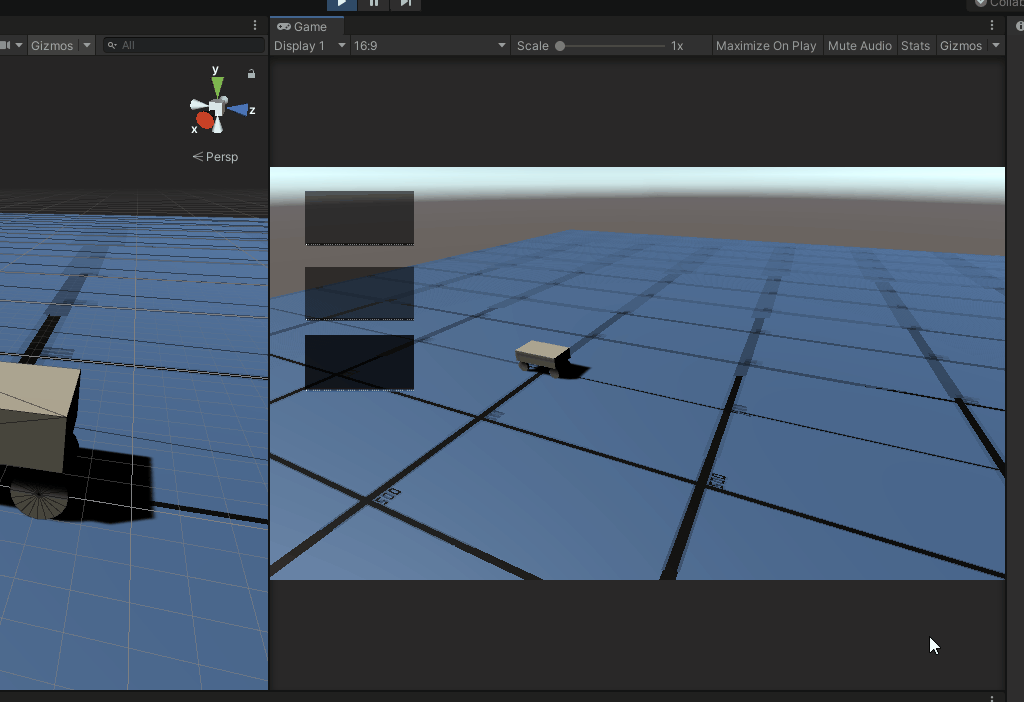 Collab
Game
Gizmos
All
Display 1
16:9
Scale
1x
Maximize On Play
Mute Audio
Stats
Gizmos
y
z
x
Persp